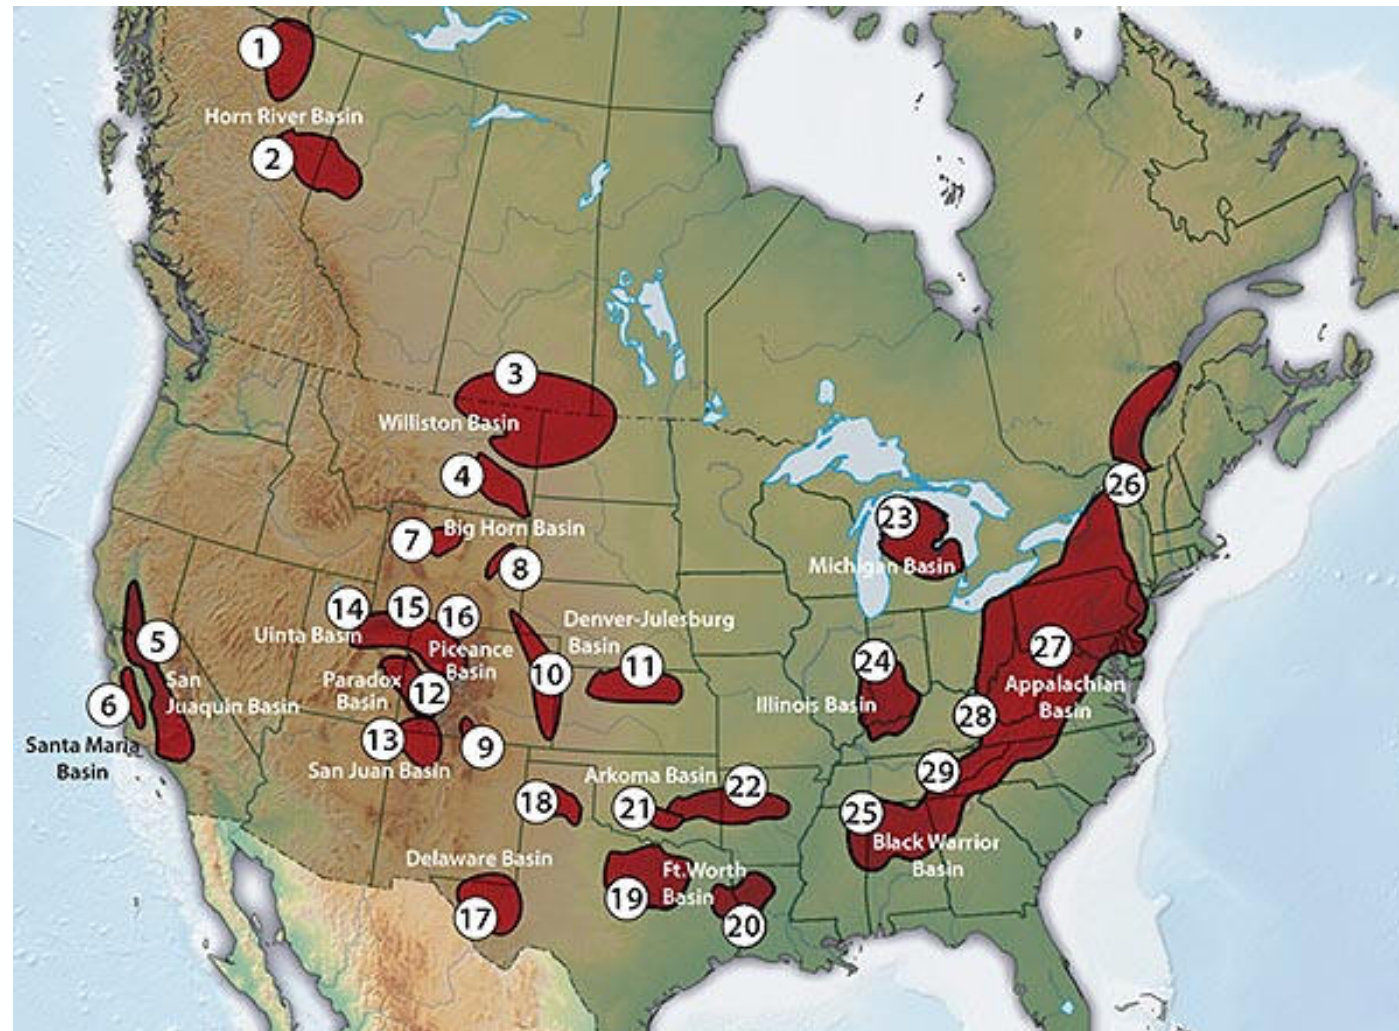 1
Horn River Basin
2
3
Williston Basin
4
Big Horn Basin
7
8
14
15
16
Uinta Basin
Piceance
Basin
Denver-Julesburg
Basin
5
San
Juaquin Basin
6
Santa Maria
Basin
Paradox
Basin
12
10
11
13
San Juan Basin
9
23
Michigan Basin
24
Illinois Basin
26
27
Appalachian
Basin
28
29
25
Black Warrior
Basin
Arkoma Basin
22
21
18
Delaware Basin
17
Ft.Worth
Basin
19
20